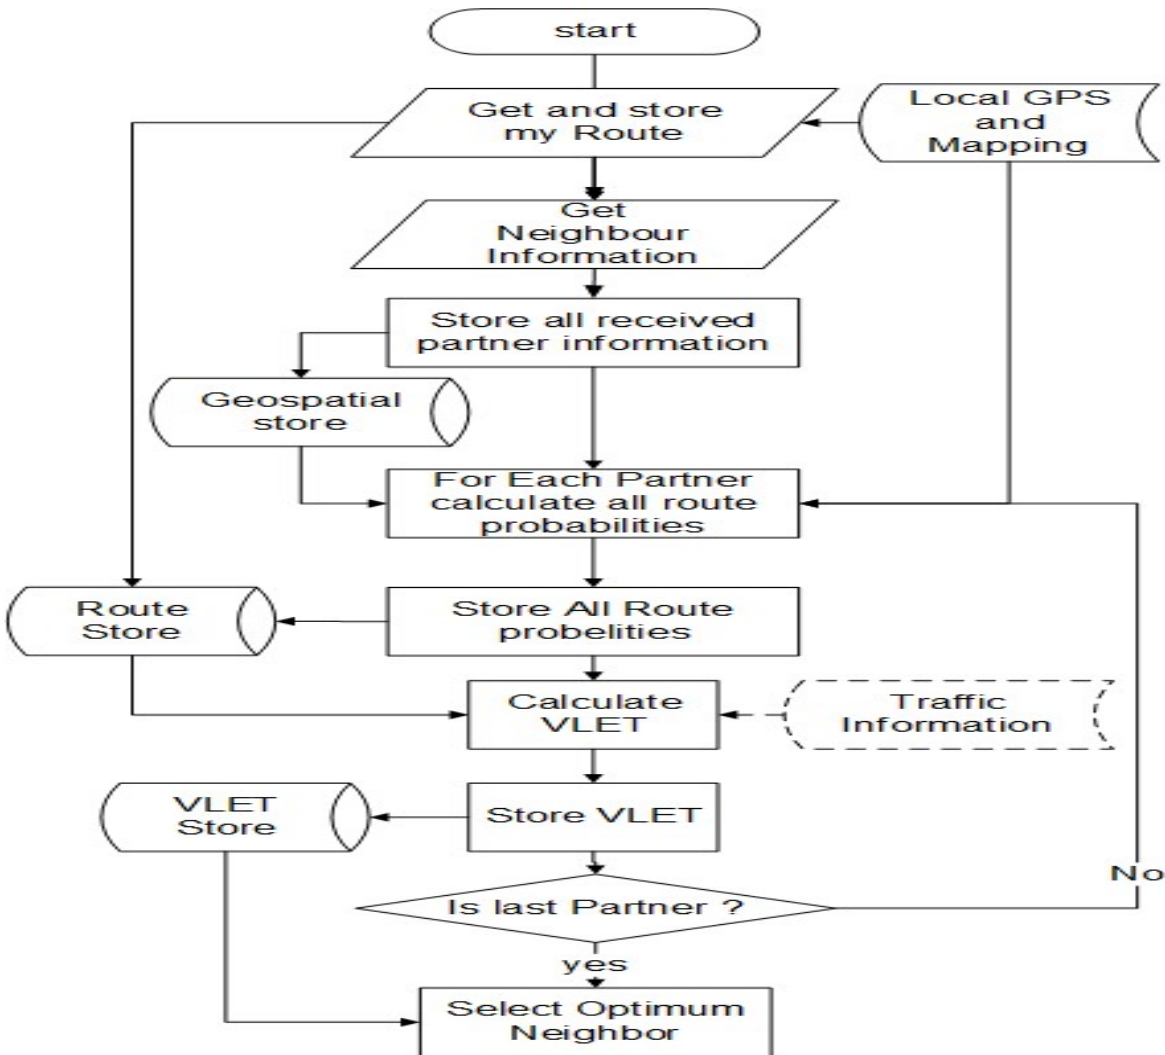 start
Get and store
my Route
Local GPS
and
Mapping
Get
Neighbour
Information
Store all received
partner information
Geospatial
store
For Each Partner
calculate all route
probabilities
Route
Store
Store All Route
probelities
Calculate
VLET
Traffic
Information
VLET
Store
Store VLET
No
Is last Partner ?
yes
Select Optimum
Neighbor